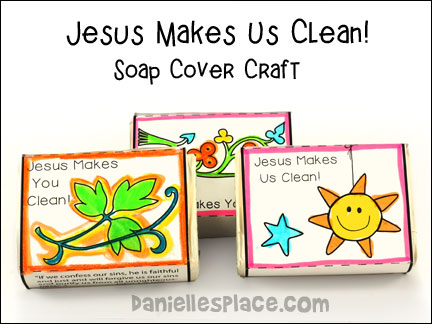 Jesus Makes Us Clean!
Soap Cover Craft
Jesus Makes
You
Clean!
"If we confess our sins, he is faithful
and just and will forgive us our sins
akes Yo
Jesus Makes
Us Clean!
DaniellesPlace.com